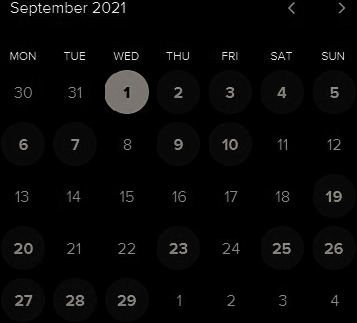 September 2021
MON TUE WED THU FRI SAT SUN
30 31 1 2 3 4 5
6 7 8 9 10 11 12
13 14 15 16 17 18 19
20 21 22 23 24 25 26
27 28 29 1 2 3 4